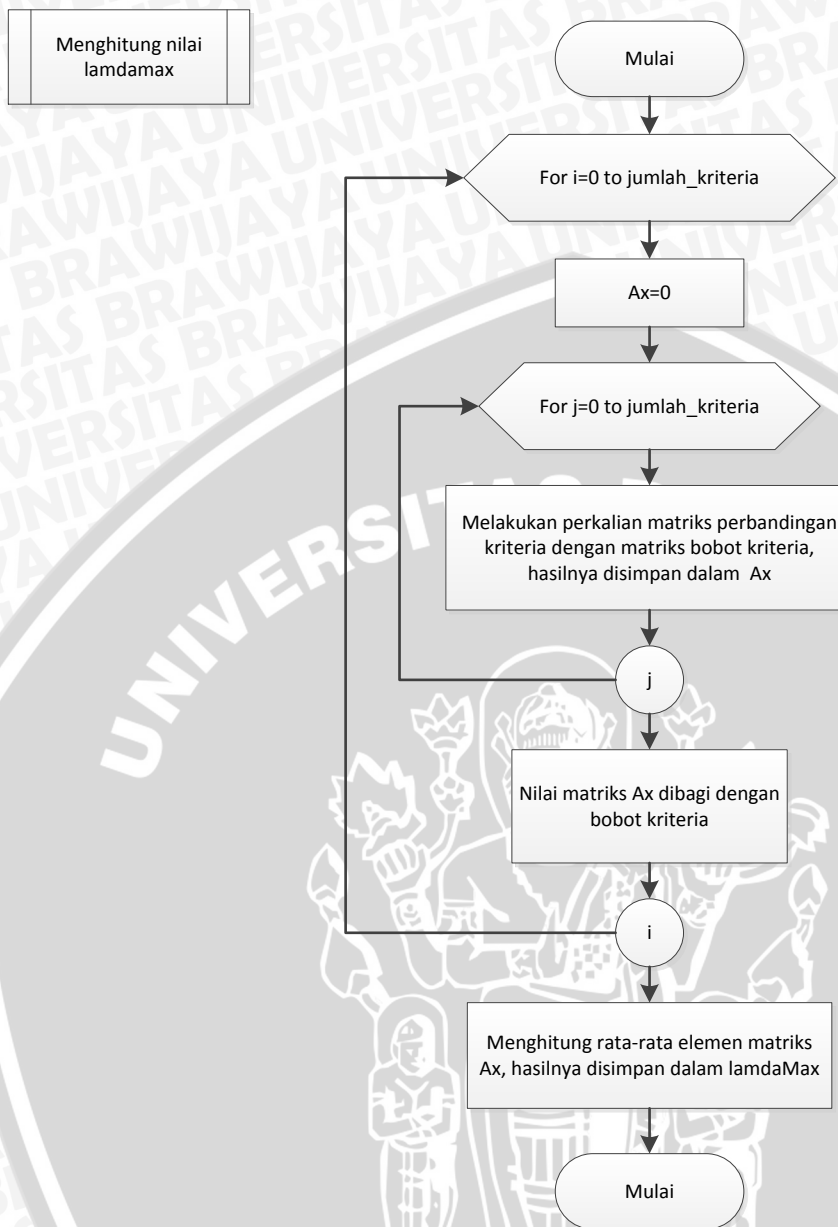 Menghitung nilai
lamdamax
Mulai
For i=0 to jumlah_kriteria
Ax=0
For j=0 to jumlah_kriteria
Melakukan perkalian matriks perbandingan
kriteria dengan matriks bobot kriteria,
hasilnya disimpan dalam Ax
j
Nilai matriks Ax dibagi dengan
bobot kriteria
i
Menghitung rata-rata elemen matriks
Ax, hasilnya disimpan dalam lamdaMax
Mulai
UNIVERSITAS